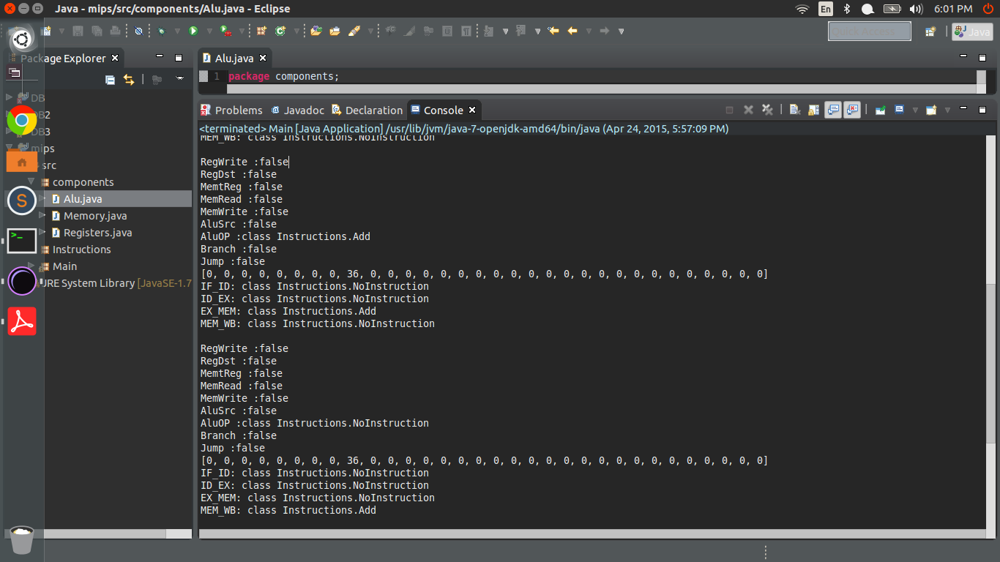 Java - mips/src/components/Alu.java - Eclipse
En
6:01 PM
Quick Access
Java
Package Explorer
Alu.java
1 package components;
DB
DB2
DB3
mips
src
components
Alu.java
Memory.java
Registers.java
Instructions
Main
JRE System Library [JavaSE-1.7
Problems
@ Javadoc
Declaration
Console
<terminated> Main [Java Application] /usr/lib/jvm/java-7-openjdk-amd64/bin/java (Apr 24, 2015, 5:57:09 PM)
MEM_WB: class Instructions.NoInstruction
RegWrite :false
RegDst :false
MemtReg :false
MemRead :false
MemWrite :false
AluSrc :false
AluOP :class Instructions.Add
Branch :false
Jump :false
[0, 0, 0, 0, 0, 0, 0, 0, 36, 0, 0, 0, 0, 0, 0, 0, 0, 0, 0, 0, 0, 0, 0, 0, 0, 0, 0, 0, 0, 0, 0, 0]
IF_ID: class Instructions.NoInstruction
ID_EX: class Instructions.NoInstruction
EX_MEM: class Instructions.Add
MEM_WB: class Instructions.NoInstruction
RegWrite :false
RegDst :false
MemtReg :false
MemRead :false
MemWrite :false
AluSrc :false
AluOP :class Instructions.NoInstruction
Branch :false
Jump :false
[0, 0, 0, 0, 0, 0, 0, 0, 36, 0, 0, 0, 0, 0, 0, 0, 0, 0, 0, 0, 0, 0, 0, 0, 0, 0, 0, 0, 0, 0, 0, 0]
IF_ID: class Instructions.NoInstruction
ID_EX: class Instructions.NoInstruction
EX_MEM: class Instructions.NoInstruction
MEM_WB: class Instructions.Add